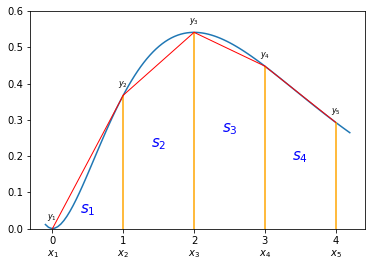 0.6
y₃
0.5
y₄
0.4
y₂
y₅
0.3
s₃
s₂
0.2
s₄
0.1
s₁
y₁
0.0
0 1 2 3 4
x₁ x₂ x₃ x₄ x₅